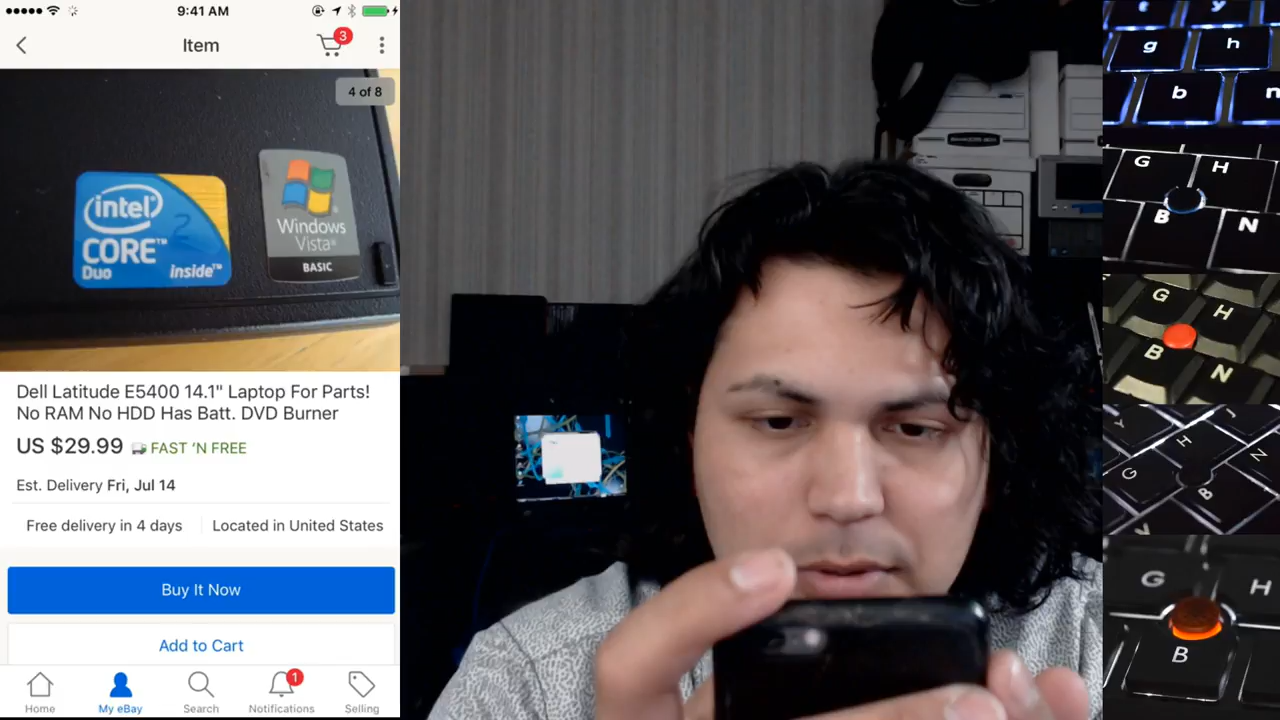 9:41 AM
Item
3
4 of 8
intel
CORE™ 2
Duo inside™
Windows
Vista
BASIC
Dell Latitude E5400 14.1" Laptop For Parts!
No RAM No HDD Has Batt. DVD Burner
US $29.99 FAST 'N FREE
Est. Delivery Fri, Jul 14
Free delivery in 4 days
Located in United States
Buy It Now
Add to Cart
1
Home
My eBay
Search
Notifications
Selling
t y
g h
b n
G H
B N
G H
B N
Y J
H N
G B
V
G H
B